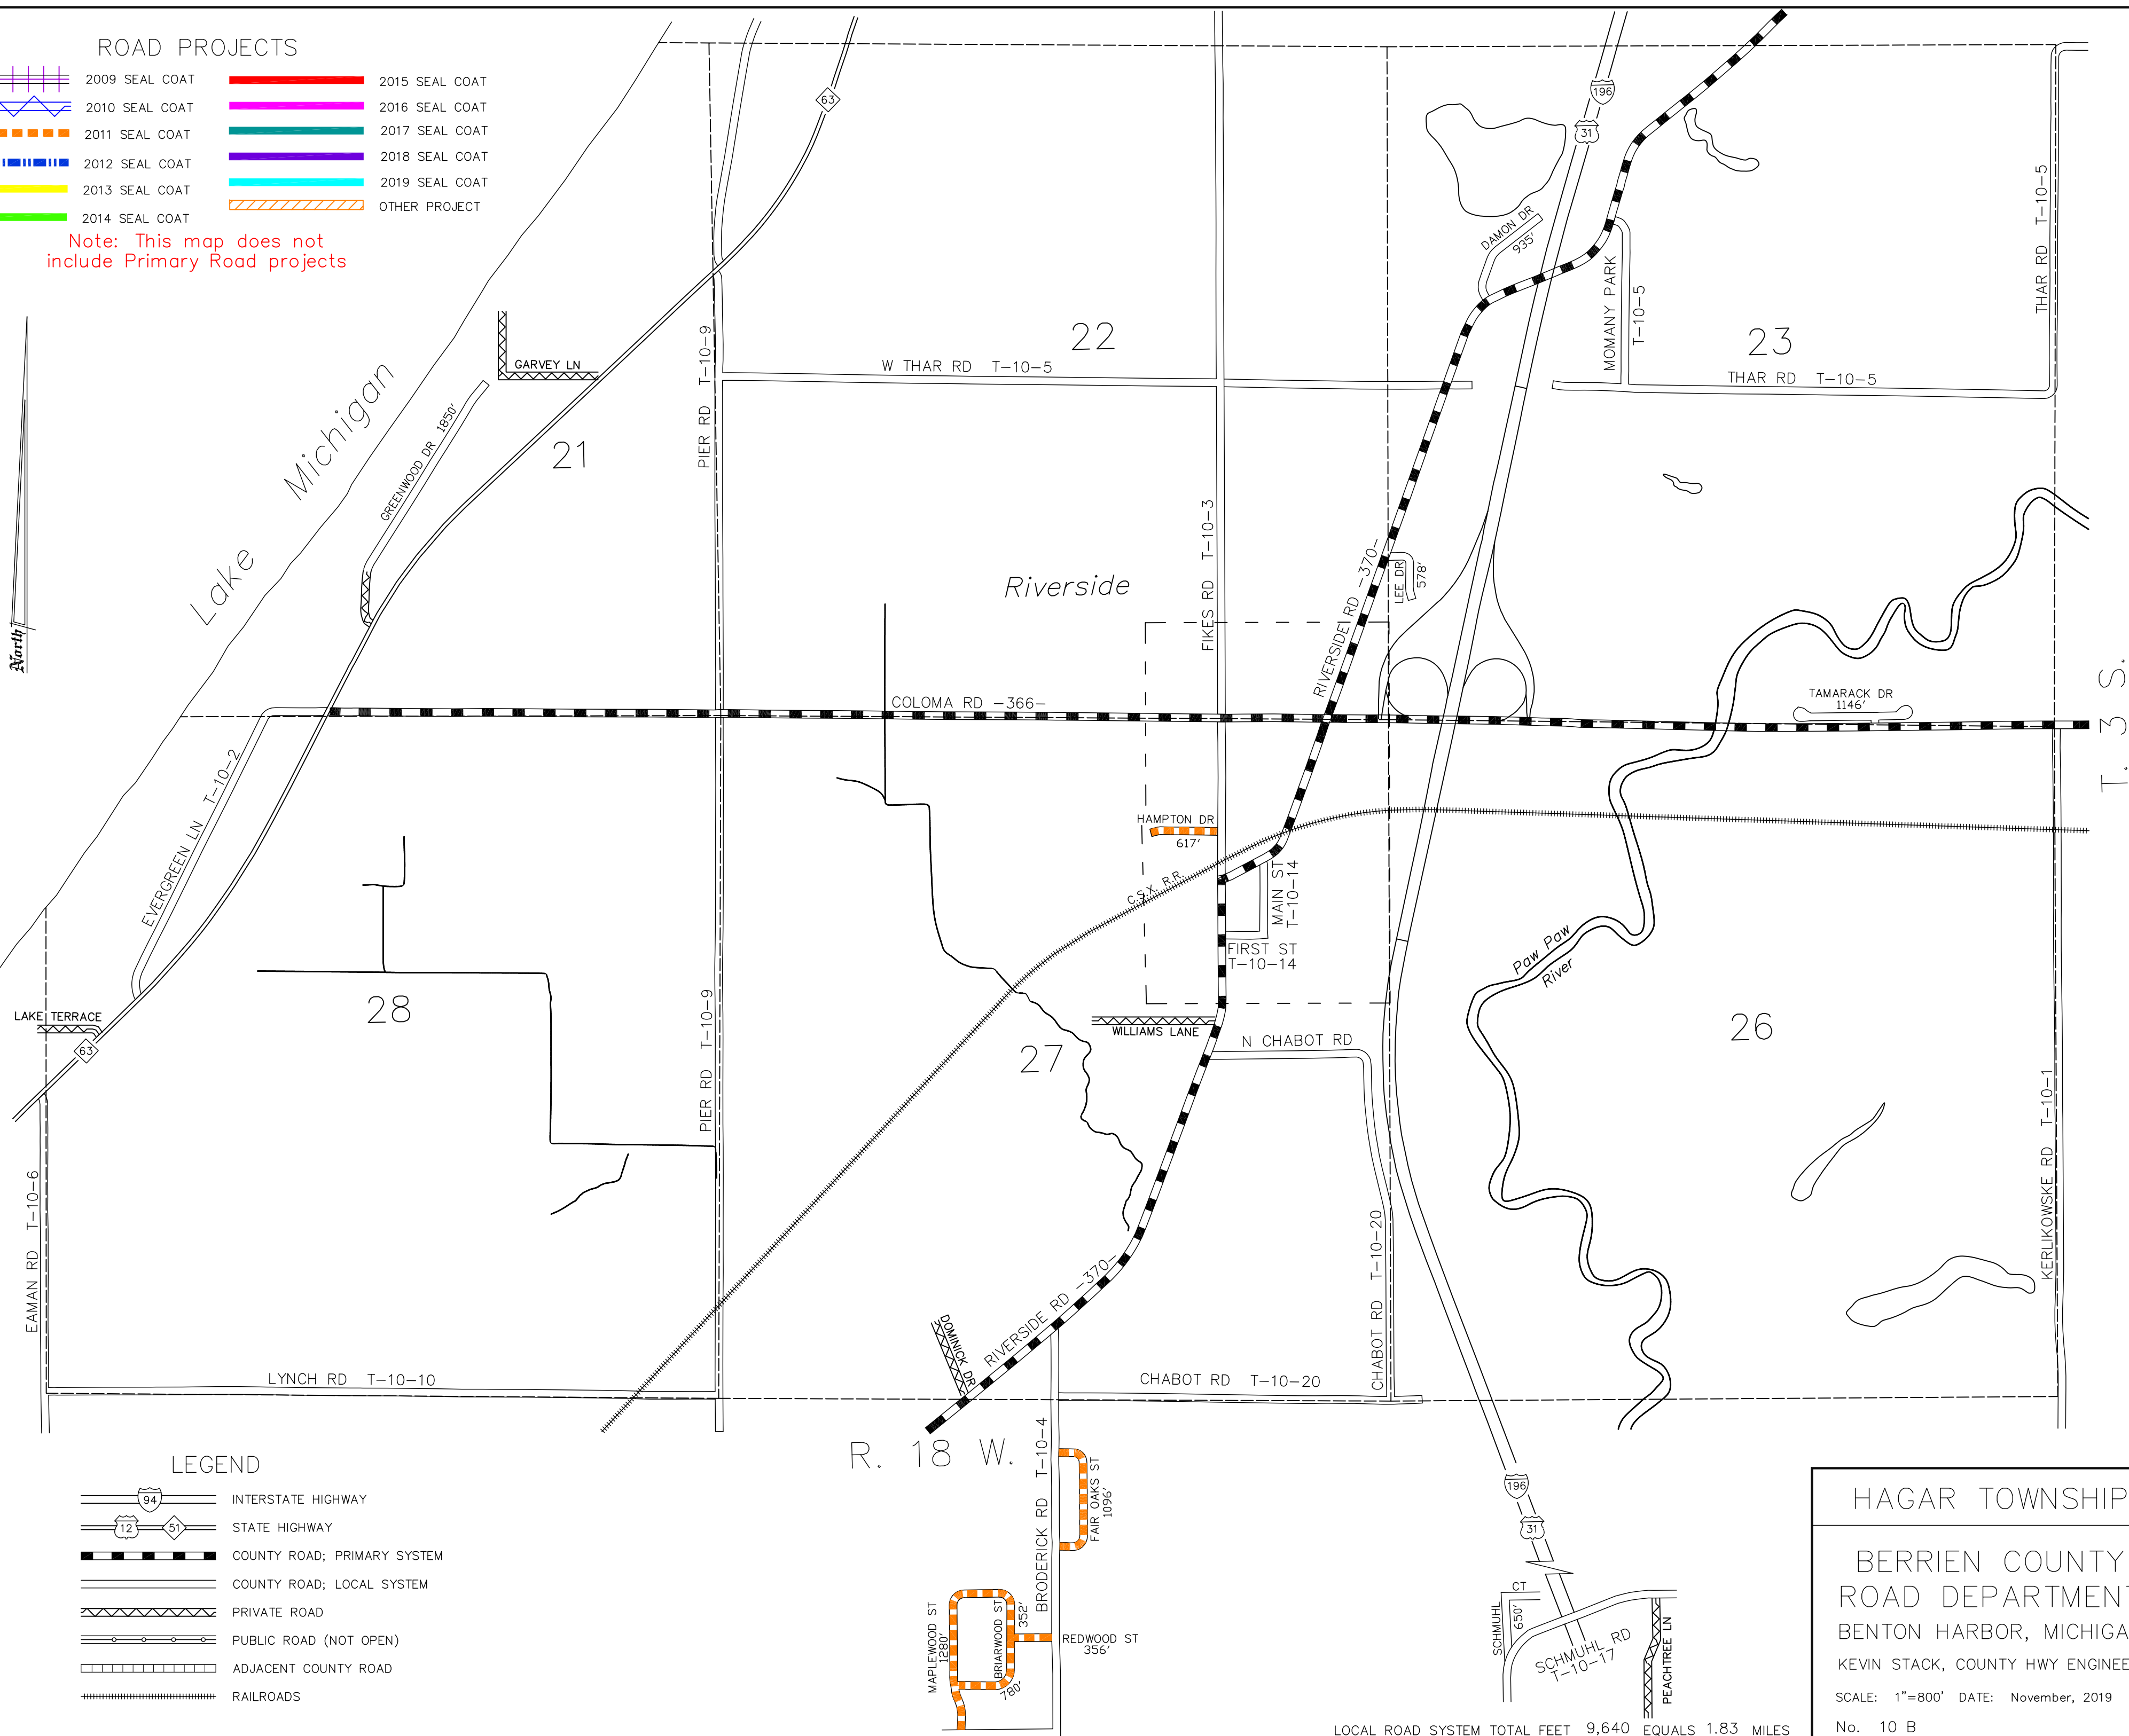 ROAD PROJECTS
2009 SEAL COAT
2010 SEAL COAT
2011 SEAL COAT
2012 SEAL COAT
2013 SEAL COAT
2014 SEAL COAT
2015 SEAL COAT
2016 SEAL COAT
2017 SEAL COAT
2018 SEAL COAT
2019 SEAL COAT
OTHER PROJECT
Note: This map does not
include Primary Road projects
North
Lake Michigan
63
196
31
DAMON DR
935'
MOMANY PARK
T-10-5
THAR RD T-10-5
22
23
W THAR RD T-10-5
THAR RD T-10-5
GARVEY LN
GREENWOOD DR 1850'
21
PIER RD T-10-9
FIKES RD T-10-3
Riverside
RIVERSIDE RD -370-
LEE DR
578'
COLOMA RD -366-
TAMARACK DR
1146'
T. 3 S.
EVERGREEN LN T-10-2
HAMPTON DR
617'
C.S.X. R.R.
MAIN ST
T-10-14
FIRST ST
T-10-14
Paw Paw
River
LAKE TERRACE
63
28
27
26
WILLIAMS LANE
N CHABOT RD
PIER RD T-10-9
EAMAN RD T-10-6
KERLIKOWSKE RD T-10-1
CHABOT RD T-10-20
RIVERSIDE RD -370-
DOMINICK DR
LYNCH RD T-10-10
CHABOT RD T-10-20
R. 18 W.
BRODERICK RD T-10-4
FAIR OAKS ST
1096'
MAPLEWOOD ST
1280'
BRIARWOOD ST
352'
780'
REDWOOD ST
356'
196
31
SCHMUHL
CT
650'
SCHMUHL RD
T-10-17
PEACHTREE LN
LEGEND
94
INTERSTATE HIGHWAY
12
51
STATE HIGHWAY
COUNTY ROAD; PRIMARY SYSTEM
COUNTY ROAD; LOCAL SYSTEM
PRIVATE ROAD
PUBLIC ROAD (NOT OPEN)
ADJACENT COUNTY ROAD
RAILROADS
LOCAL ROAD SYSTEM TOTAL FEET 9,640 EQUALS 1.83 MILES
HAGAR TOWNSHIP
BERRIEN COUNTY
ROAD DEPARTMENT
BENTON HARBOR, MICHIGA
KEVIN STACK, COUNTY HWY ENGINEE
SCALE: 1"=800' DATE: November, 2019
No. 10 B